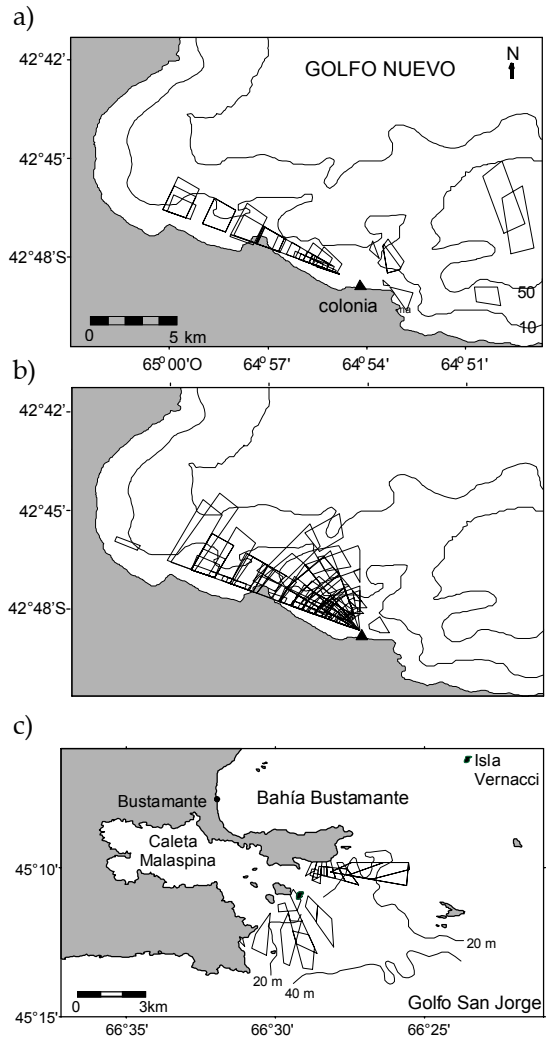 a)
42°42'
GOLFO NUEVO
N
42°45'
42°48'S
colonia
50
10
0 5 km
65°00'O 64°57' 64°54' 64°51'
b)
42°42'
42°45'
42°48'S
c)
Isla
Vernacci
Bustamante
Bahía Bustamante
Caleta
Malaspina
45°10'
20 m
20 m
40 m
0 3km
Golfo San Jorge
45°15'
66°35' 66°30' 66°25'